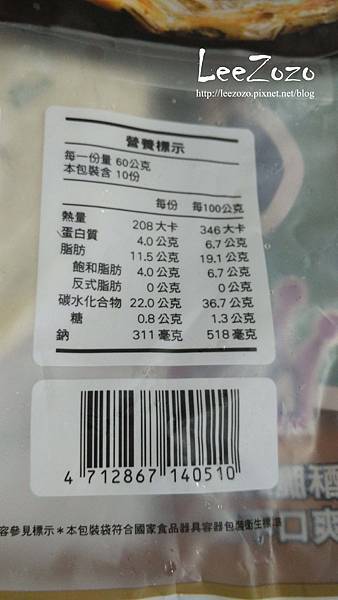 LeeZozo
http://leezozo.pixnet.net/blog
營養標示
每一份量 60公克
本包裝含 10份
每份 每100公克
熱量 208 大卡 346 大卡
蛋白質 4.0 公克 6.7 公克
脂肪 11.5 公克 19.1 公克
飽和脂肪 4.0 公克 6.7 公克
反式脂肪 0 公克 0 公克
碳水化合物 22.0 公克 36.7 公克
糖 0.8 公克 1.3 公克
鈉 311 毫克 518 毫克
4 712867 140510
容參見標示＊本包裝袋符合國家食品器具容器包裝衛生標準
口爽